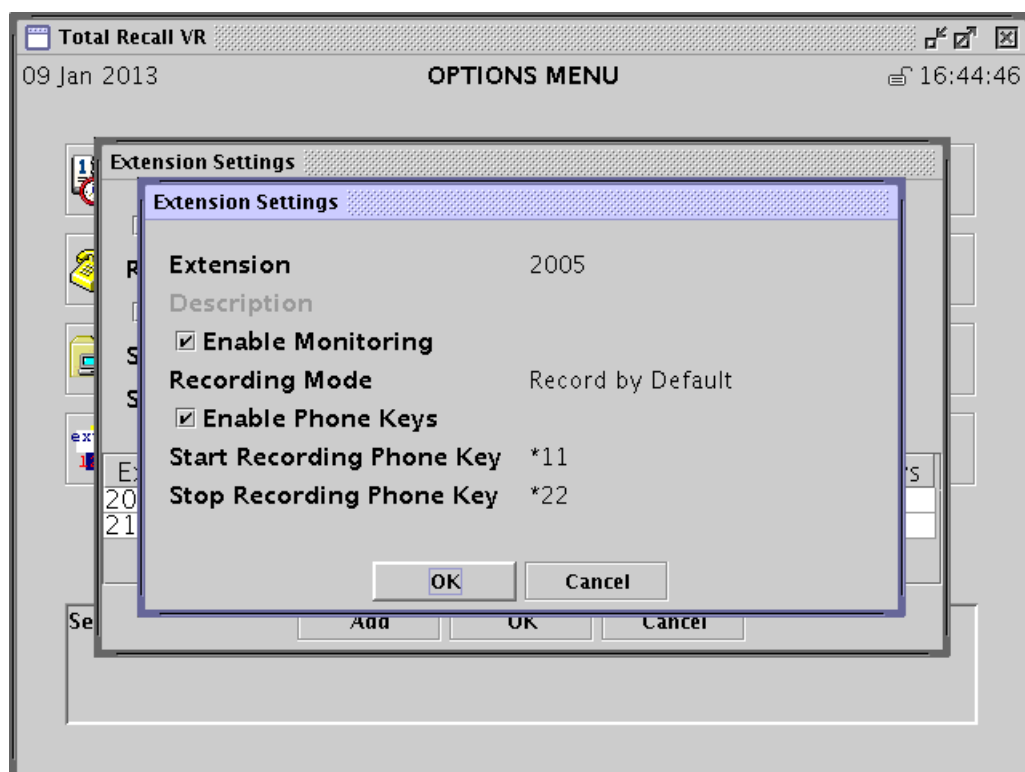 Total Recall VR
09 Jan 2013 OPTIONS MENU 16:44:46
Extension Settings
Extension Settings
Extension 2005
Description
Enable Monitoring
Recording Mode Record by Default
Enable Phone Keys
Start Recording Phone Key *11
Stop Recording Phone Key *22
OK Cancel
Add OK Cancel